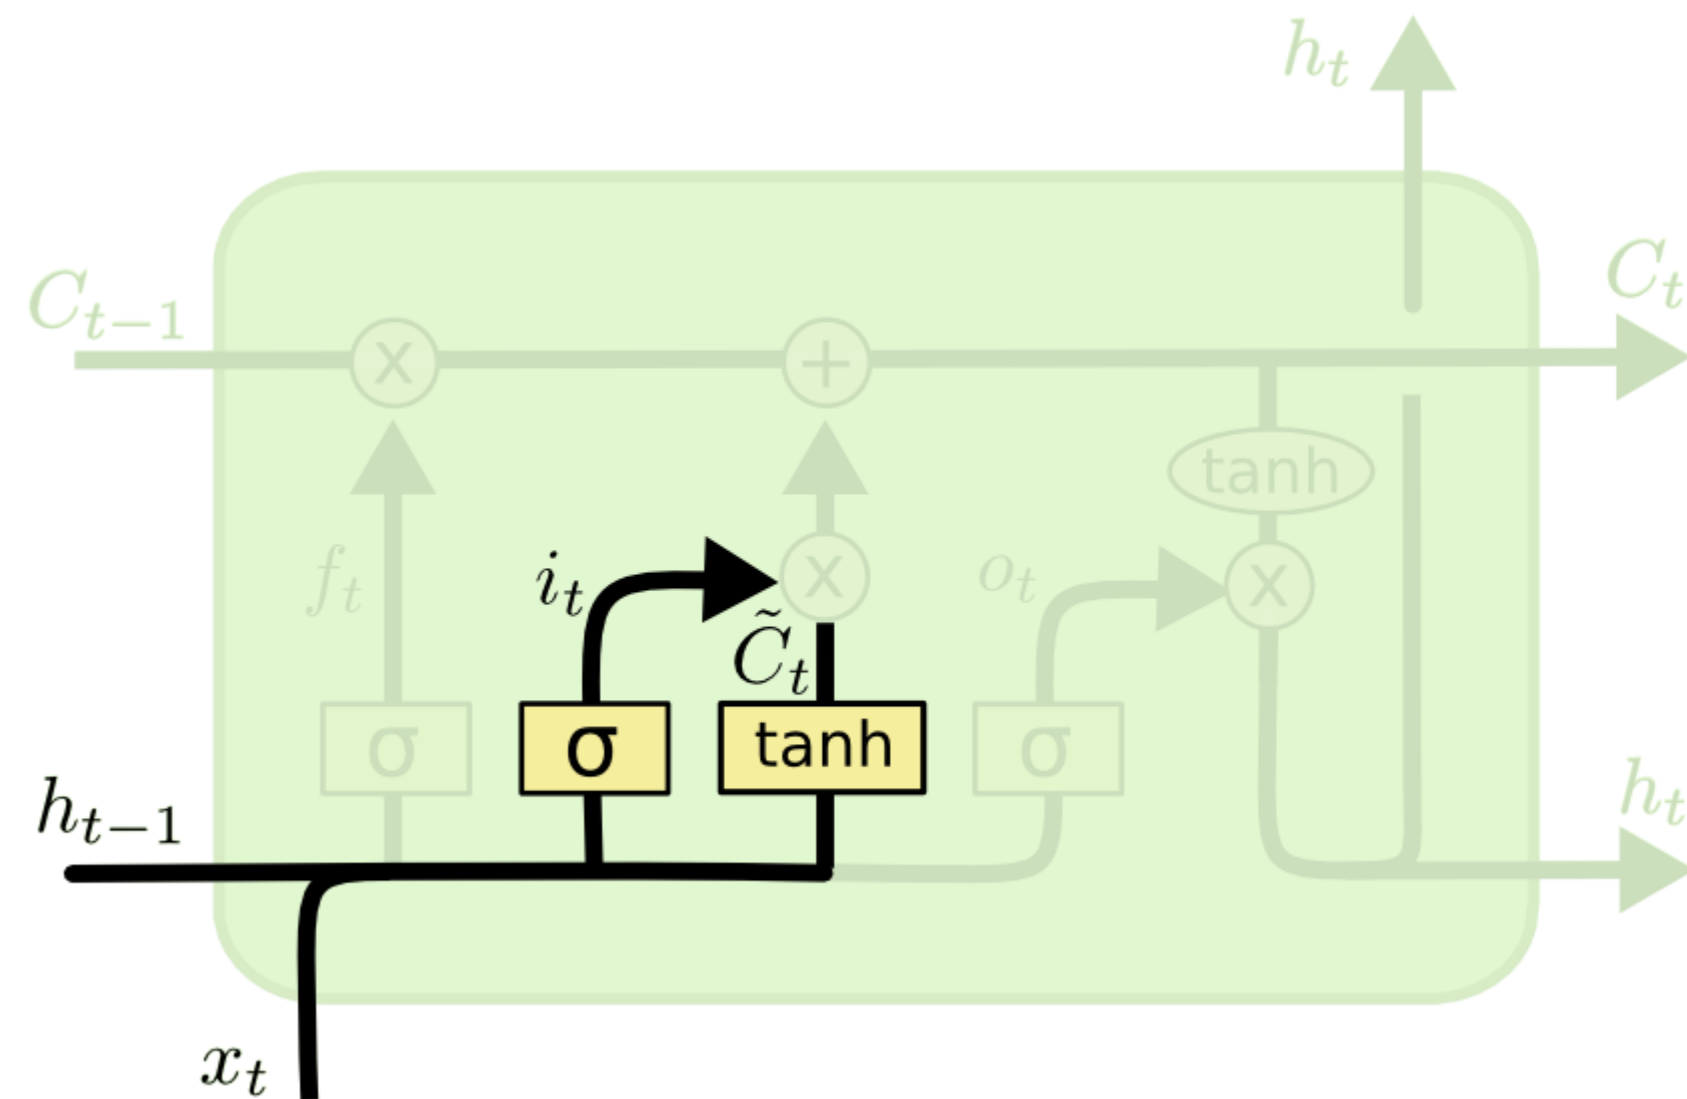 h_t
C_{t-1} C_t
x +
tanh
f_t i_t x o_t x
C̃_t
σ σ tanh σ
h_{t-1} h_t
x_t